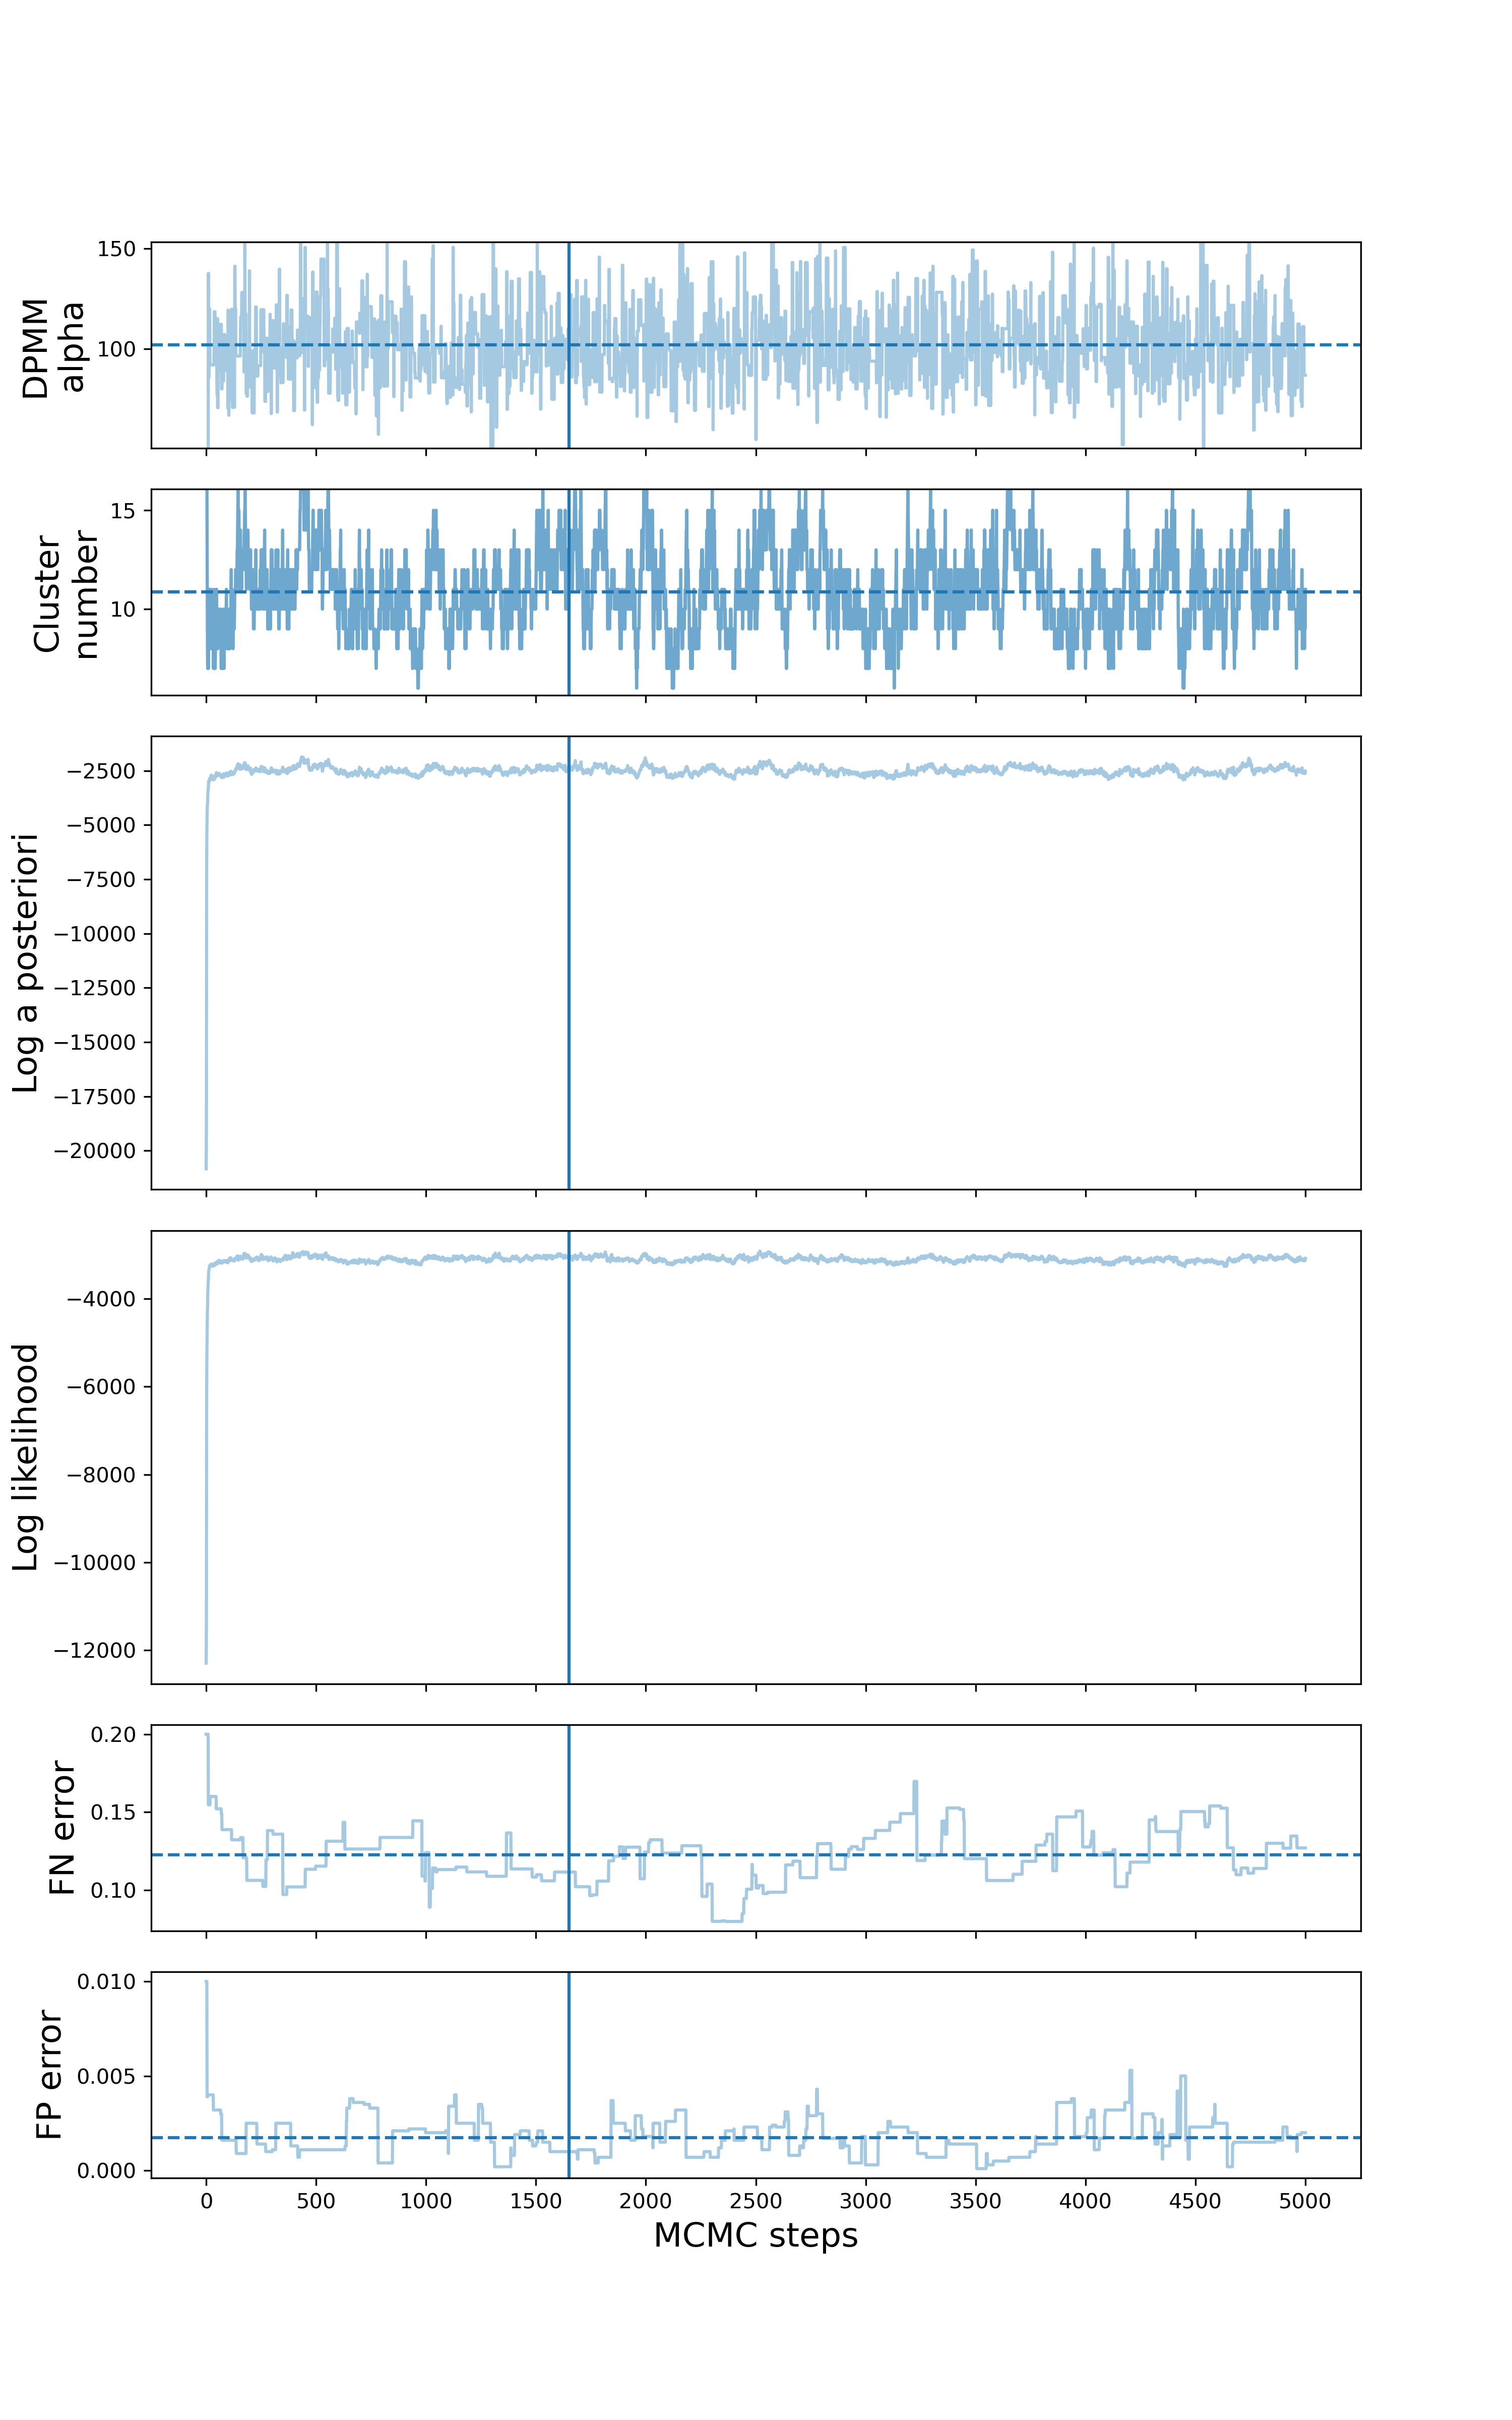 150
100
DPMM
alpha
15
10
Cluster
number
−2500
−5000
−7500
−10000
−12500
−15000
−17500
−20000
Log a posteriori
−4000
−6000
−8000
−10000
−12000
Log likelihood
0.20
0.15
0.10
FN error
0.010
0.005
0.000
FP error
0 500 1000 1500 2000 2500 3000 3500 4000 4500 5000
MCMC steps